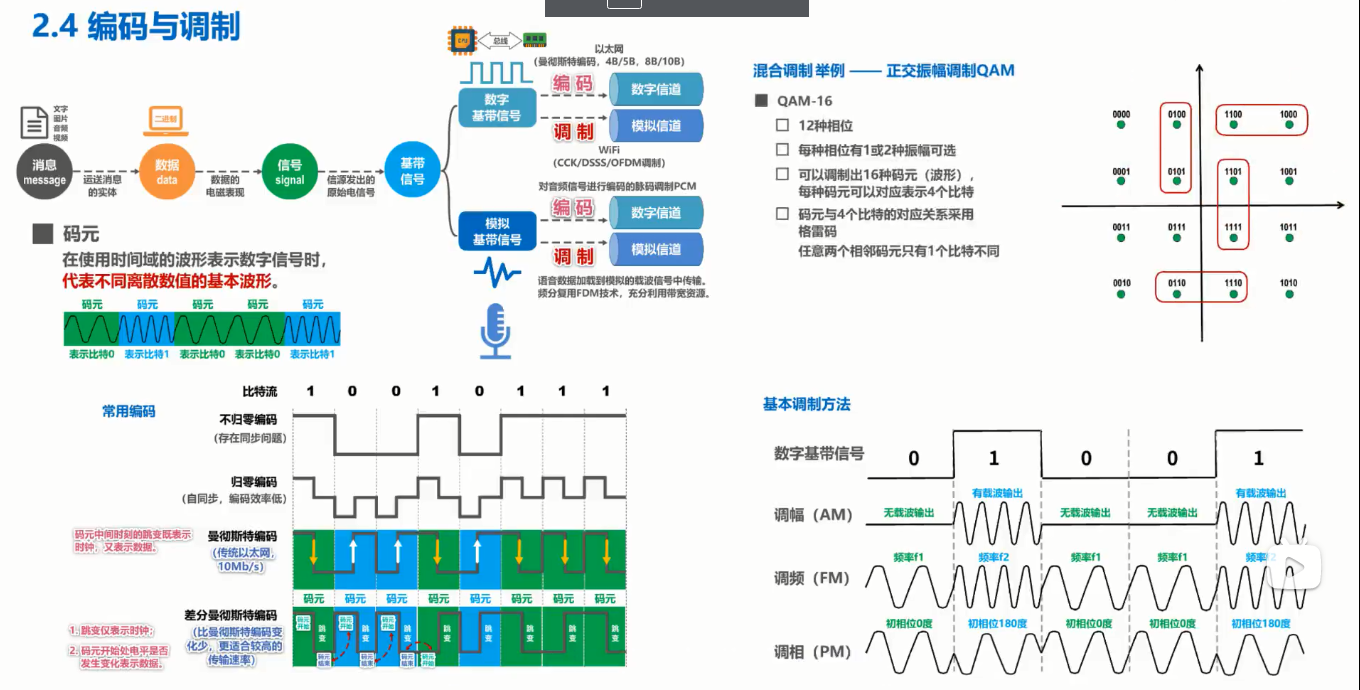 2.4 编码与调制
文字
图片
音频
视频
二进制
消息
message
运送消息
的实体
数据
data
数据的
电磁表现
信号
signal
信源发出的
原始电信号
基带
信号
CPU
总线
数字
基带信号
以太网
(曼彻斯特编码,4B/5B,8B/10B)
编码
数字信道
调制
模拟信道
WiFi
(CCK/DSSS/OFDM调制)
对音频信号进行编码的脉码调制PCM
模拟
基带信号
编码
数字信道
调制
模拟信道
语音数据加载到模拟的载波信号中传输。
频分复用FDM技术,充分利用带宽资源。
码元
在使用时间域的波形表示数字信号时,
代表不同离散数值的基本波形。
码元 码元 码元 码元 码元
表示比特0 表示比特1 表示比特0 表示比特0 表示比特1
混合调制 举例 —— 正交振幅调制QAM
QAM-16
12种相位
每种相位有1或2种振幅可选
可以调制出16种码元(波形),
每种码元可以对应表示4个比特
码元与4个比特的对应关系采用
格雷码
任意两个相邻码元只有1个比特不同
0000 0100 1100 1000
0001 0101 1101 1001
0011 0111 1111 1011
0010 0110 1110 1010
常用编码
比特流 1 0 0 1 0 1 1 1
不归零编码
(存在同步问题)
归零编码
(自同步,编码效率低)
码元中间时刻的跳变既表示
时钟,又表示数据。
曼彻斯特编码
(传统以太网,
10Mb/s)
码元 码元 码元 码元 码元 码元 码元 码元
差分曼彻斯特编码
(比曼彻斯特编码变
化少,更适合较高的
传输速率)
1. 跳变仅表示时钟;
2. 码元开始处电平是否
发生变化表示数据。
码元
开始
码元
开始
码元
开始
跳变 跳变 跳变 跳变 跳变 跳变 跳变 跳变
码元
结束
码元
结束
码元
结束
码元
开始
基本调制方法
数字基带信号 0 1 0 0 1
调幅(AM) 无载波输出 有载波输出 无载波输出 无载波输出 有载波输出
调频(FM) 频率f1 频率f2 频率f1 频率f1 频率f2
调相(PM) 初相位0度 初相位180度 初相位0度 初相位0度 初相位180度